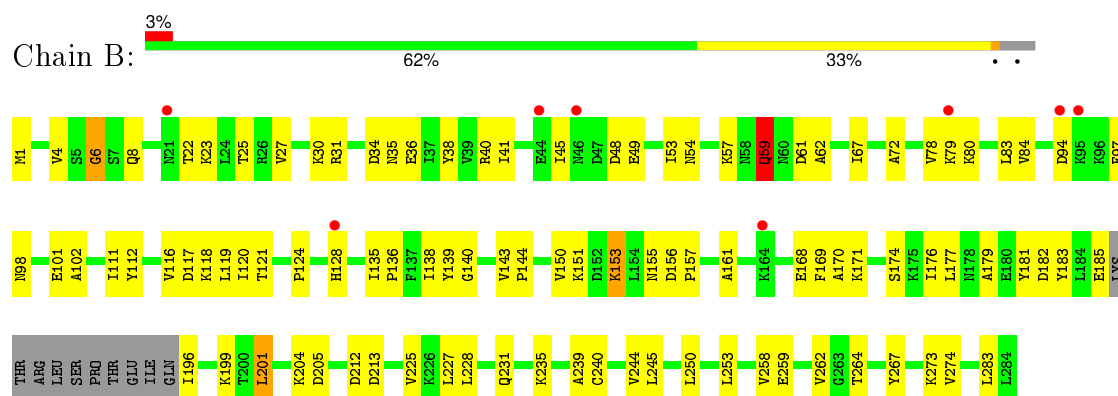 3%
Chain B:
62% 33% • •
M1 V4 S5 G6 S7 Q8 N21 T22 K23 L24 T25 R26 V27 K30 R31 D34 N35 E36 I37 Y38 V39 R40 I41 E44 I45 N46 D47 D48 E49 I53 N54 K57 N58 Q59 N60 D61 A62 I67 A72 V78 K79 K80 L83 V84 D94 K95 K96 E97
N98 E101 A102 I111 Y112 V116 D117 K118 L119 I120 T121 P124 H128 I135 P136 F137 I138 Y139 G140 V143 P144 V150 K151 D152 K153 L154 N155 D156 P157 A161 K164 E168 F169 A170 K171 S174 K175 I176 L177 N178 A179 E180 Y181 D182 Y183 L184 E185 LYS
THR ARG LEU SER PRO THR GLU ILE GLN I196 K199 T200 L201 K204 D205 D212 D213 V225 K226 L227 L228 Q231 K235 A239 C240 V244 L245 L250 L253 V258 E259 V262 G263 T264 Y267 K273 V274 L283 L284